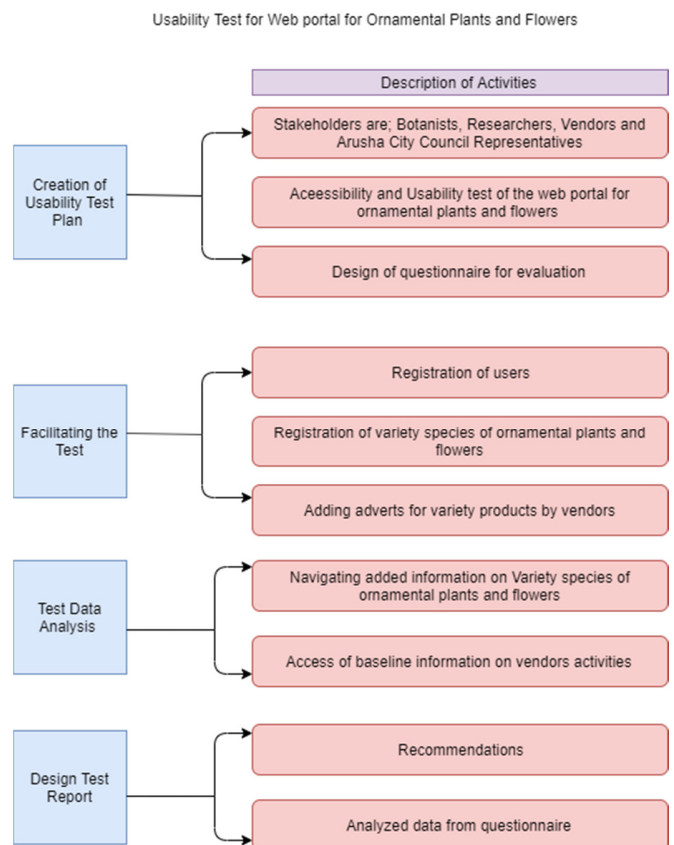 Usability Test for Web portal for Ornamental Plants and Flowers
Description of Activities
Creation of
Usability Test
Plan
Stakeholders are; Botanists, Researchers, Vendors and
Arusha City Council Representatives
Aceessibility and Usability test of the web portal for
ornamental plants and flowers
Design of questionnaire for evaluation
Facilitating the
Test
Registration of users
Registration of variety species of ornamental plants and
flowers
Adding adverts for variety products by vendors
Test Data
Analysis
Navigating added information on Variety species of
ornamental plants and flowers
Access of baseline information on vendors activities
Design Test
Report
Recommendations
Analyzed data from questionnaire